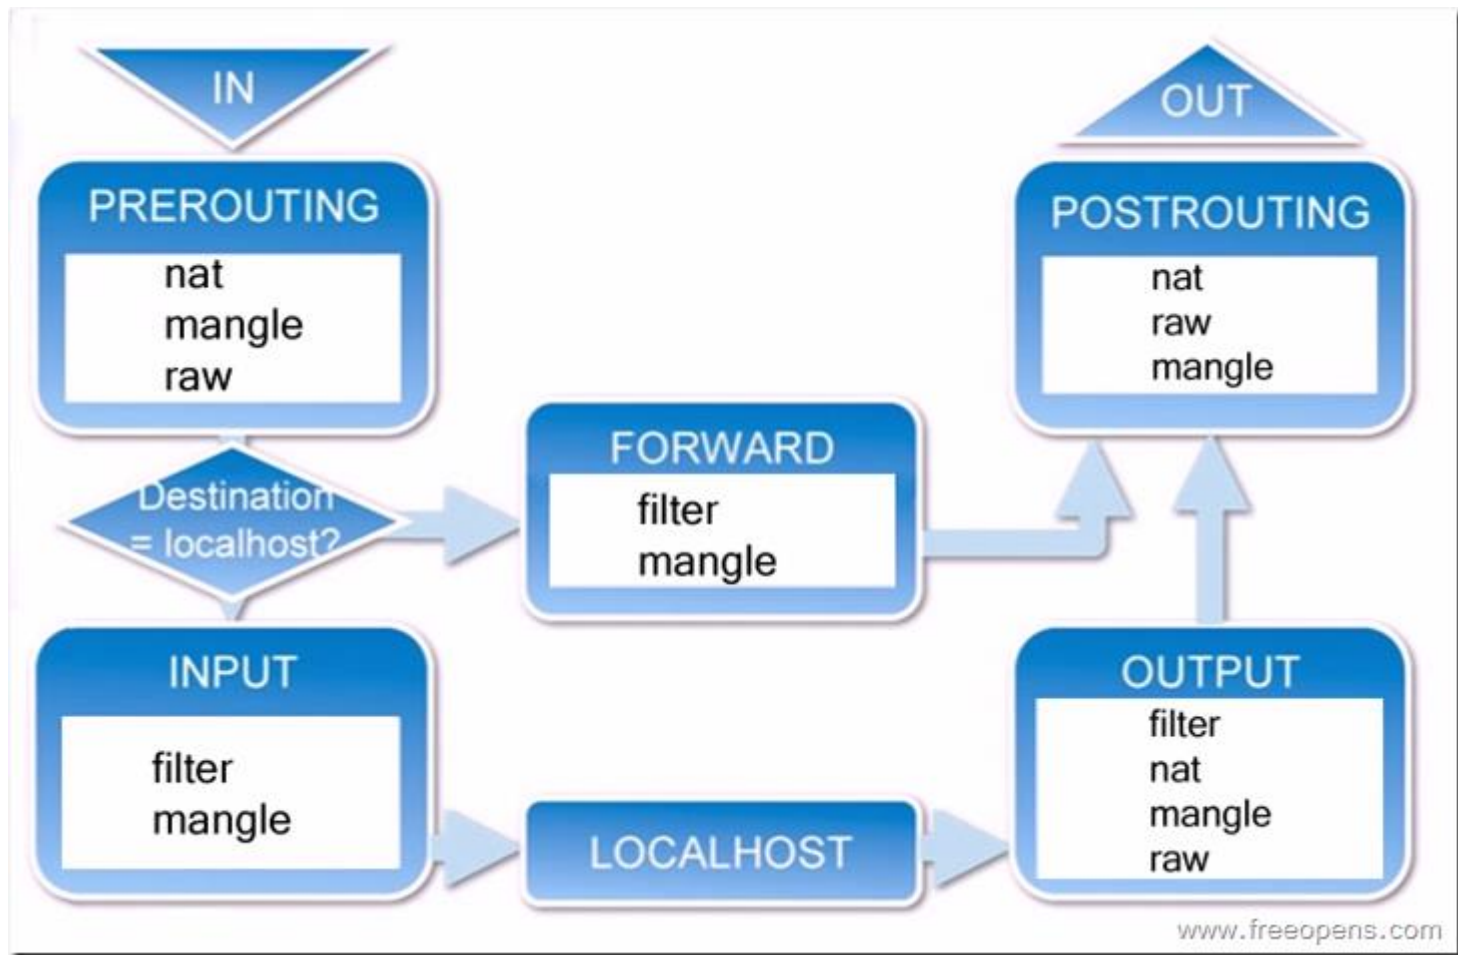 IN
PREROUTING
nat
mangle
raw
Destination
= localhost?
INPUT
filter
mangle
FORWARD
filter
mangle
LOCALHOST
OUT
POSTROUTING
nat
raw
mangle
OUTPUT
filter
nat
mangle
raw
www.freeopens.com